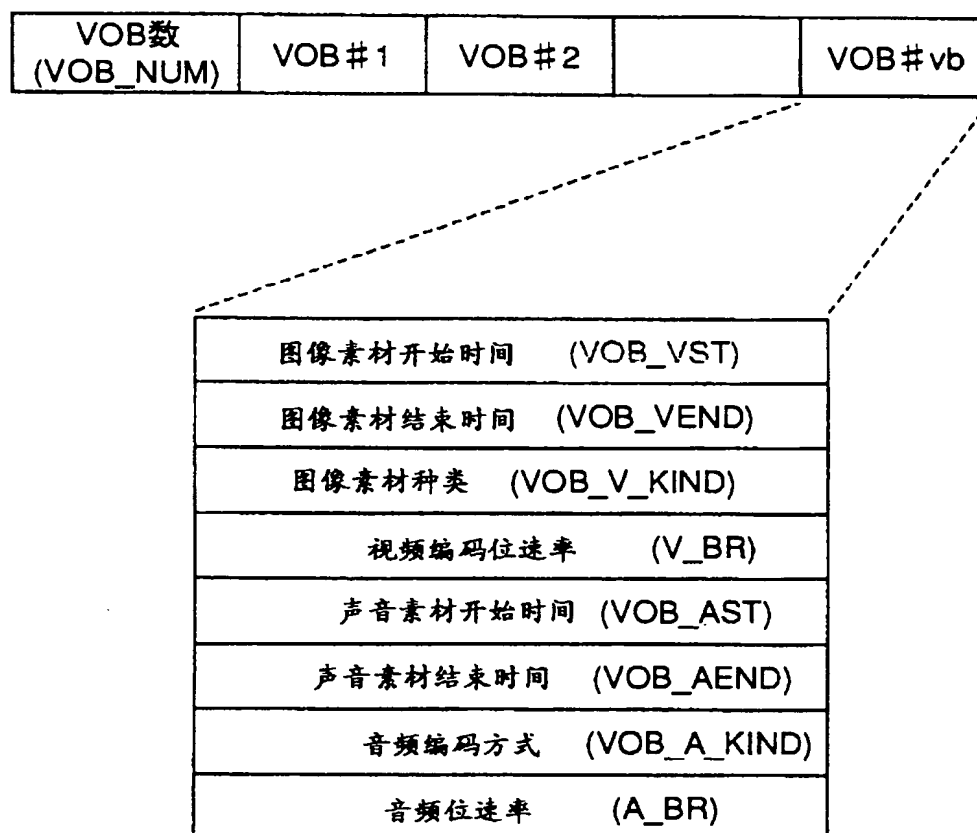 VOB数
(VOB_NUM)
VOB#1
VOB#2
VOB#vb
图像素材开始时间 (VOB_VST)
图像素材结束时间 (VOB_VEND)
图像素材种类 (VOB_V_KIND)
视频编码位速率 (V_BR)
声音素材开始时间 (VOB_AST)
声音素材结束时间 (VOB_AEND)
音频编码方式 (VOB_A_KIND)
音频位速率 (A_BR)